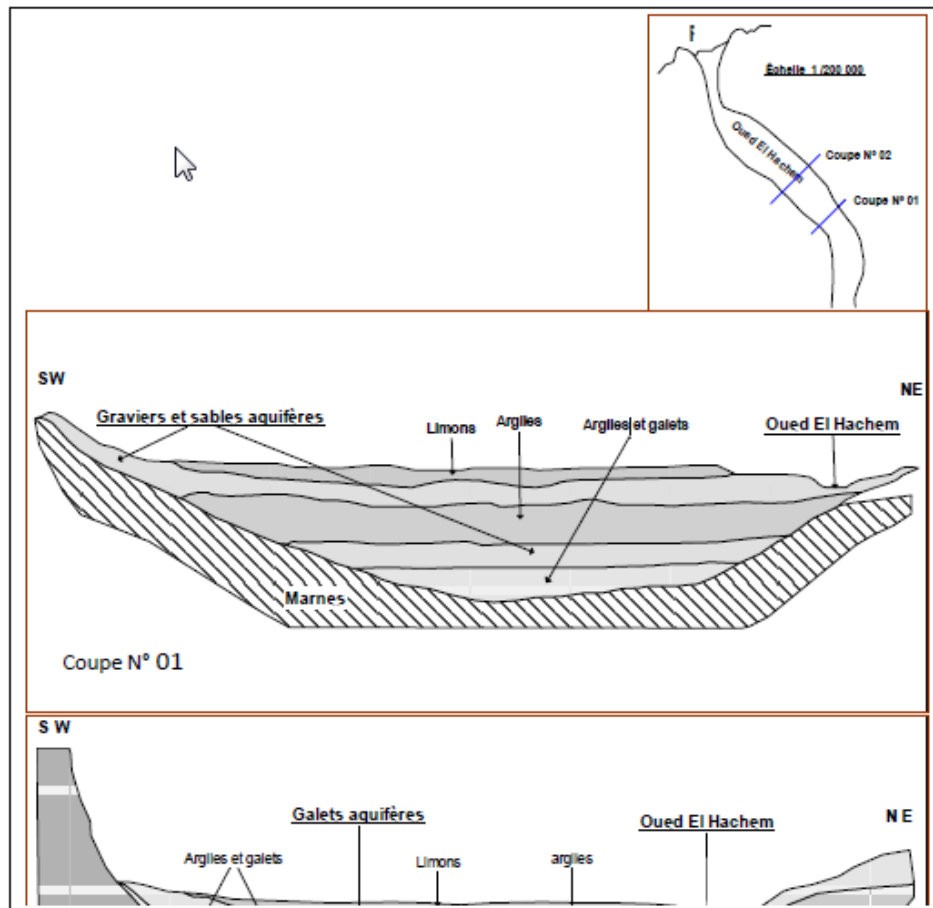 Échelle 1 /200 000
Oued El Hachem
Coupe N° 02
Coupe N° 01
SW
NE
Graviers et sables aquifères
Limons
Argiles
Argiles et galets
Oued El Hachem
Marnes
Coupe N° 01
S W
N E
Galets aquifères
Oued El Hachem
Argiles et galets
Limons
argiles